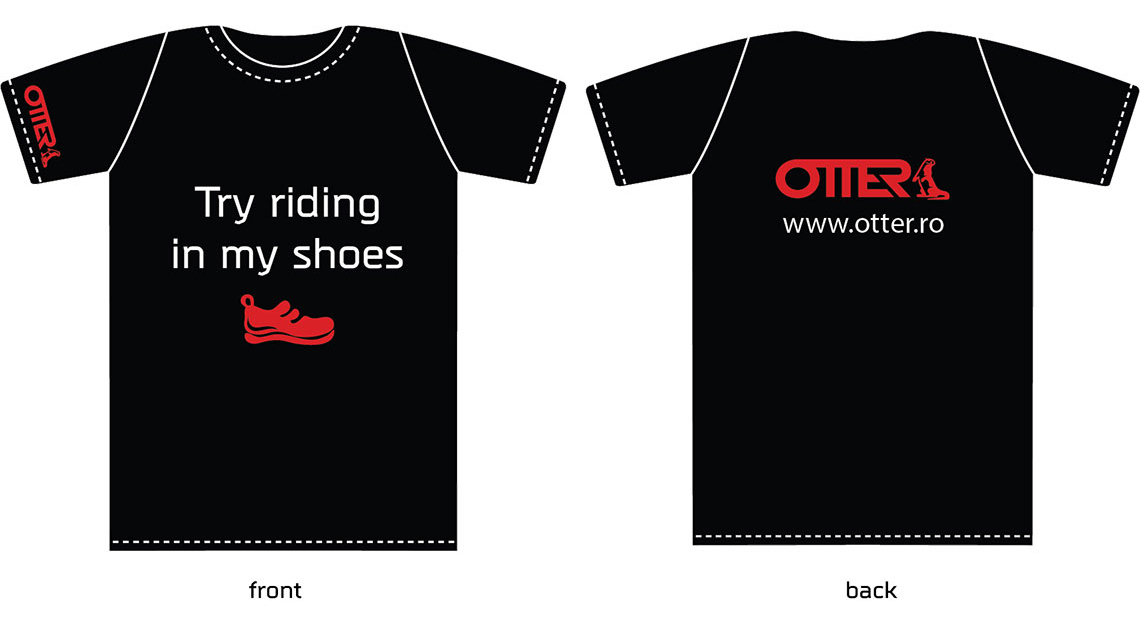 OTTER
Try riding
in my shoes
front
OTTER
www.otter.ro
back